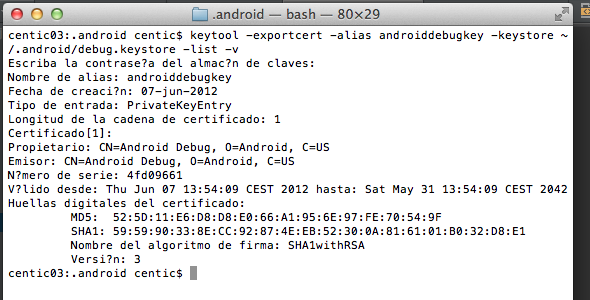 .android — bash — 80×29
centic03:.android centic$ keytool -exportcert -alias androiddebugkey -keystore ~
/.android/debug.keystore -list -v
Escriba la contrase?a del almac?n de claves:
Nombre de alias: androiddebugkey
Fecha de creaci?n: 07-jun-2012
Tipo de entrada: PrivateKeyEntry
Longitud de la cadena de certificado: 1
Certificado[1]:
Propietario: CN=Android Debug, O=Android, C=US
Emisor: CN=Android Debug, O=Android, C=US
N?mero de serie: 4fd09661
V?lido desde: Thu Jun 07 13:54:09 CEST 2012 hasta: Sat May 31 13:54:09 CEST 2042
Huellas digitales del certificado:
MD5: 52:5D:11:E6:D8:D8:E0:66:A1:95:6E:97:FE:70:54:9F
SHA1: 59:59:90:33:8E:CC:92:87:4E:EB:52:30:0A:81:61:01:B0:32:D8:E1
Nombre del algoritmo de firma: SHA1withRSA
Versi?n: 3
centic03:.android centic$